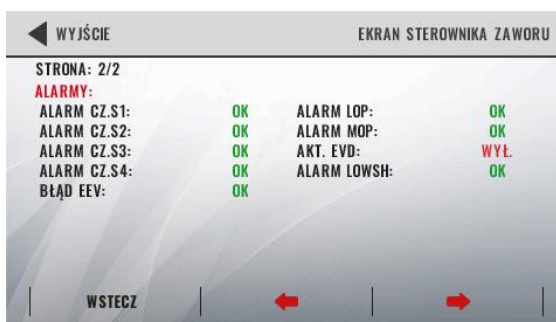 WYJŚCIE
EKRAN STEROWNIKA ZAWORU
STRONA: 2/2
ALARMY:
ALARM CZ.S1: OK ALARM LOP: OK
ALARM CZ.S2: OK ALARM MOP: OK
ALARM CZ.S3: OK AKT. EVD: WYŁ.
ALARM CZ.S4: OK ALARM LOWSH: OK
BŁĄD EEV: OK
WSTECZ